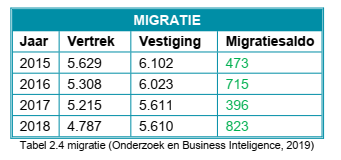 MIGRATIE
Jaar Vertrek Vestiging Migratiesaldo
2015 5.629 6.102 473
2016 5.308 6.023 715
2017 5.215 5.611 396
2018 4.787 5.610 823
Tabel 2.4 migratie (Onderzoek en Business Inteligence, 2019)